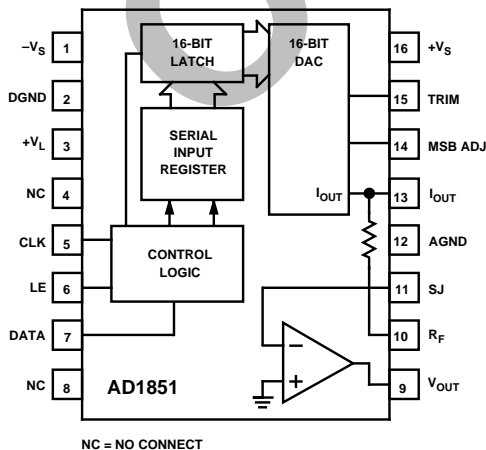 –VS 1
DGND 2
+VL 3
NC 4
CLK 5
LE 6
DATA 7
NC 8
16-BIT
LATCH
SERIAL
INPUT
REGISTER
CONTROL
LOGIC
16-BIT
DAC
IOUT
–
+
AD1851
16 +VS
15 TRIM
14 MSB ADJ
13 IOUT
12 AGND
11 SJ
10 RF
9 VOUT
NC = NO CONNECT